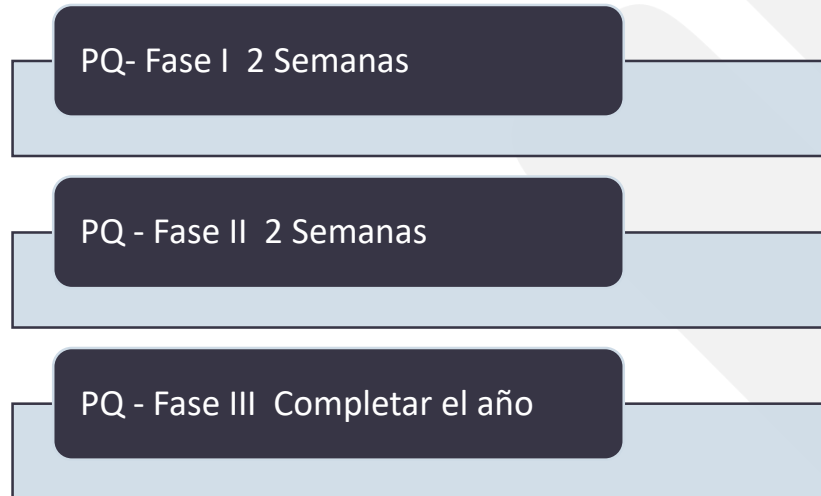 PQ- Fase I  2 Semanas
PQ - Fase II  2 Semanas
PQ - Fase III  Completar el año